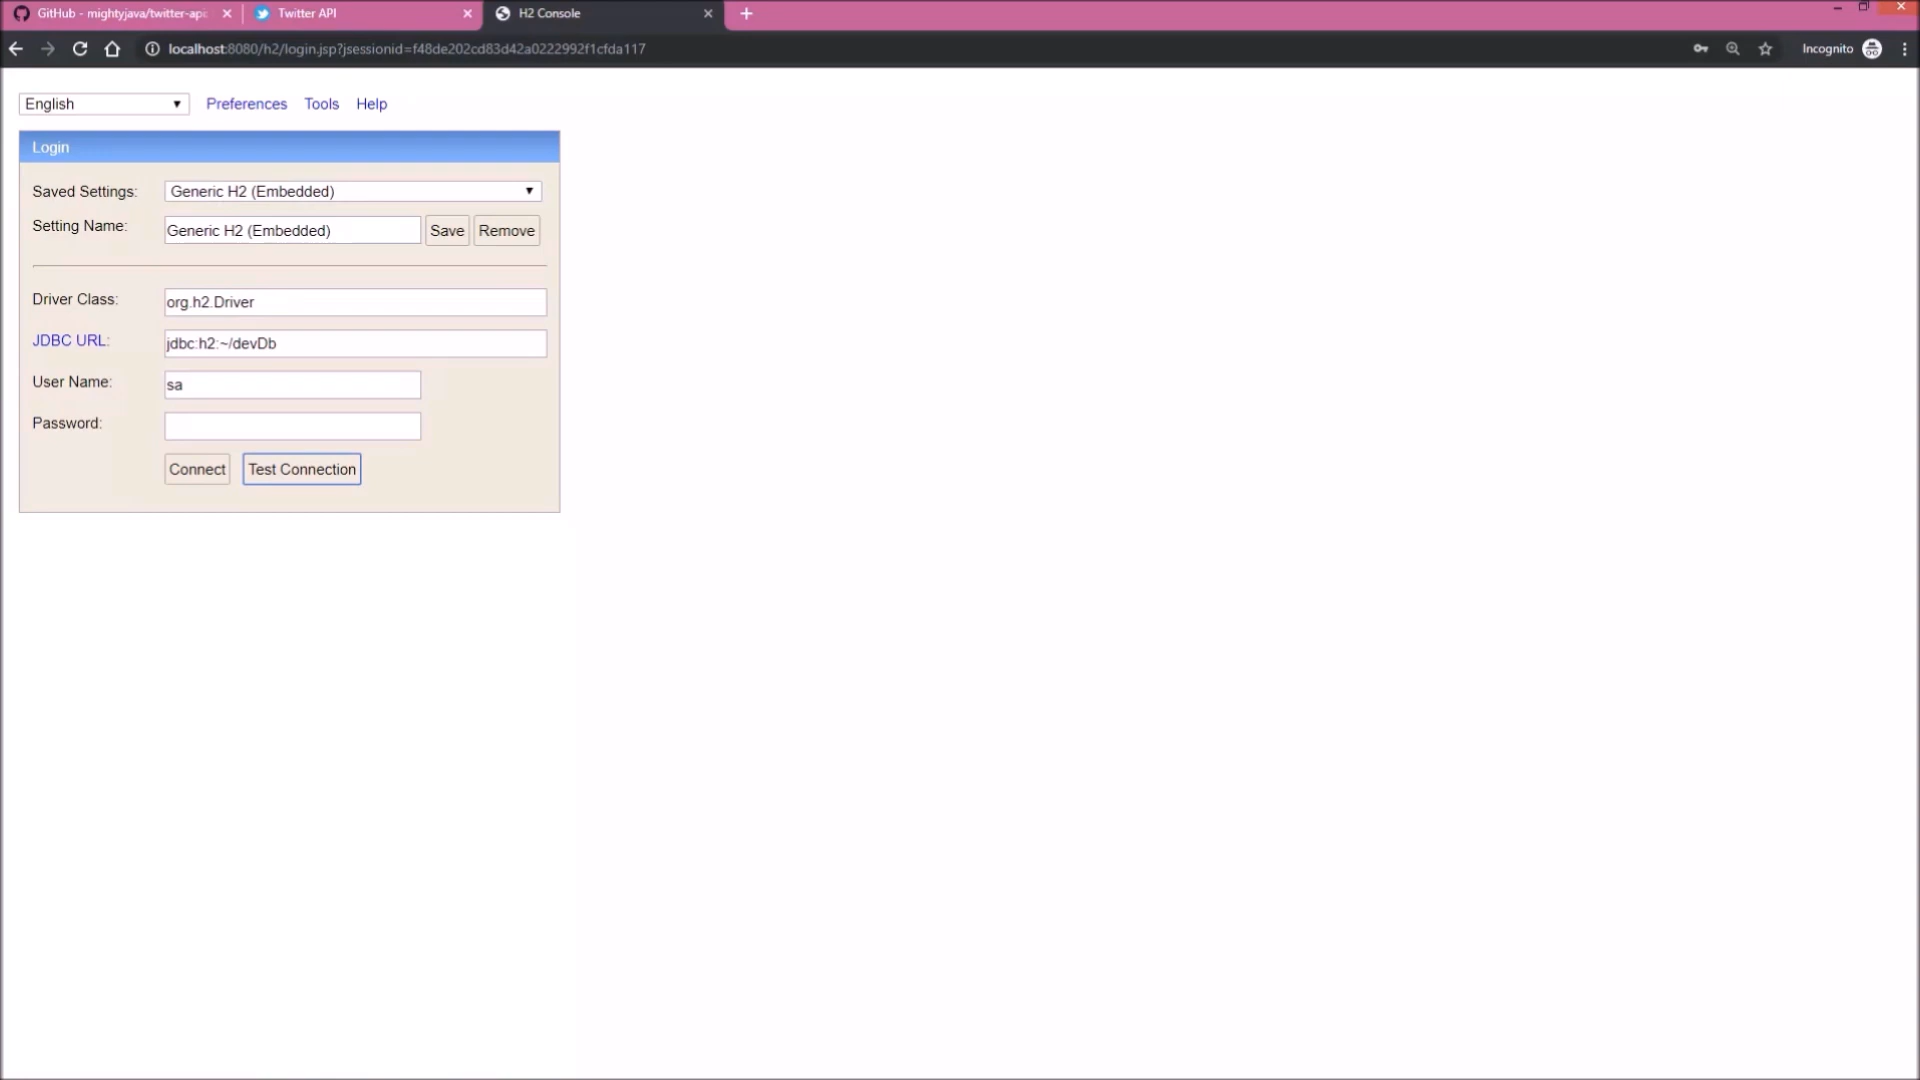 GitHub - mightyjava/twitter-api
Twitter API
H2 Console
localhost:8080/h2/login.jsp?jsessionid=f48de202cd83d42a0222992f1cfda117
Incognito
English
Preferences
Tools
Help
Login
Saved Settings:
Generic H2 (Embedded)
Setting Name:
Generic H2 (Embedded)
Save
Remove
Driver Class:
org.h2.Driver
JDBC URL:
jdbc:h2:~/devDb
User Name:
sa
Password:
Connect
Test Connection